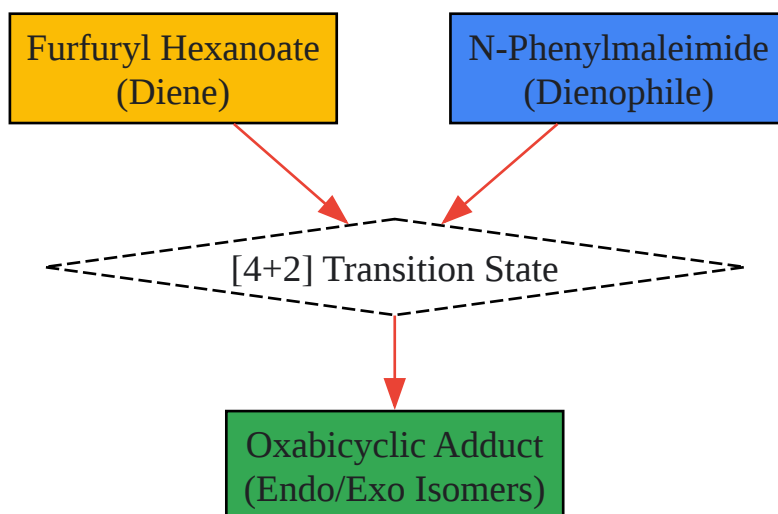 Furfuryl Hexanoate
(Diene)
N-Phenylmaleimide
(Dienophile)
[4+2] Transition State
Oxabicyclic Adduct
(Endo/Exo Isomers)